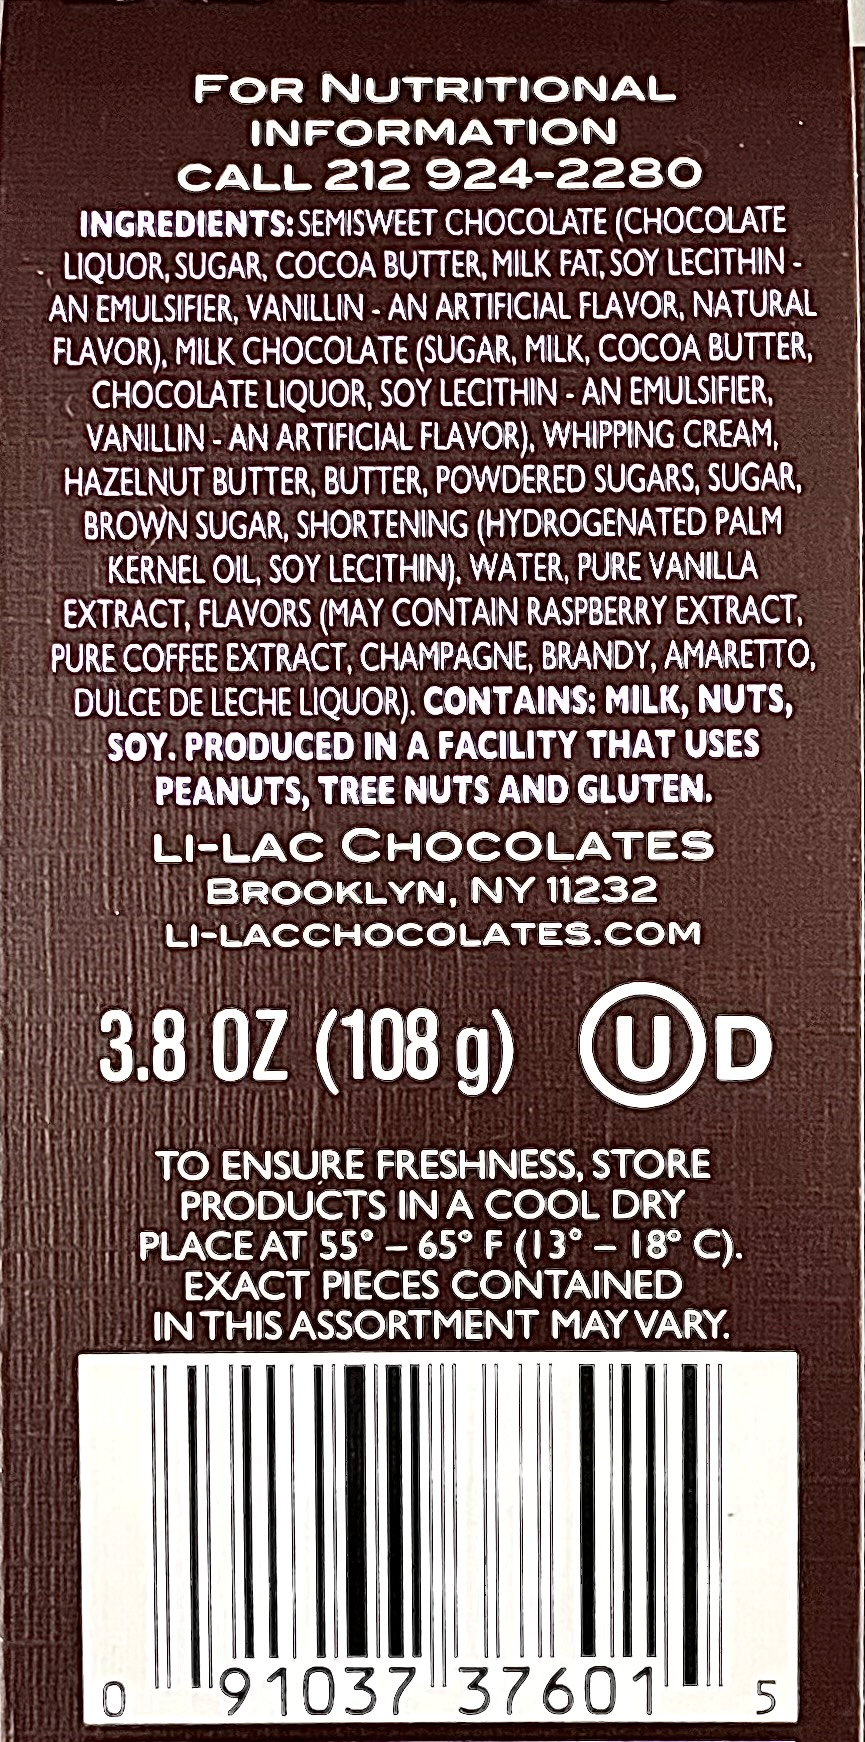 FOR NUTRITIONAL
INFORMATION
CALL 212 924-2280
INGREDIENTS: SEMISWEET CHOCOLATE (CHOCOLATE
LIQUOR, SUGAR, COCOA BUTTER, MILK FAT, SOY LECITHIN -
AN EMULSIFIER, VANILLIN - AN ARTIFICIAL FLAVOR, NATURAL
FLAVOR), MILK CHOCOLATE (SUGAR, MILK, COCOA BUTTER,
CHOCOLATE LIQUOR, SOY LECITHIN - AN EMULSIFIER,
VANILLIN - AN ARTIFICIAL FLAVOR), WHIPPING CREAM,
HAZELNUT BUTTER, BUTTER, POWDERED SUGARS, SUGAR,
BROWN SUGAR, SHORTENING (HYDROGENATED PALM
KERNEL OIL, SOY LECITHIN), WATER, PURE VANILLA
EXTRACT, FLAVORS (MAY CONTAIN RASPBERRY EXTRACT,
PURE COFFEE EXTRACT, CHAMPAGNE, BRANDY, AMARETTO,
DULCE DE LECHE LIQUOR). CONTAINS: MILK, NUTS,
SOY. PRODUCED IN A FACILITY THAT USES
PEANUTS, TREE NUTS AND GLUTEN.
LI-LAC CHOCOLATES
BROOKLYN, NY 11232
LI-LACCHOCOLATES.COM
3.8 OZ (108 g) U D
TO ENSURE FRESHNESS, STORE
PRODUCTS IN A COOL DRY
PLACE AT 55° – 65° F (13° – 18° C).
EXACT PIECES CONTAINED
IN THIS ASSORTMENT MAY VARY.
0 91037 37601 5